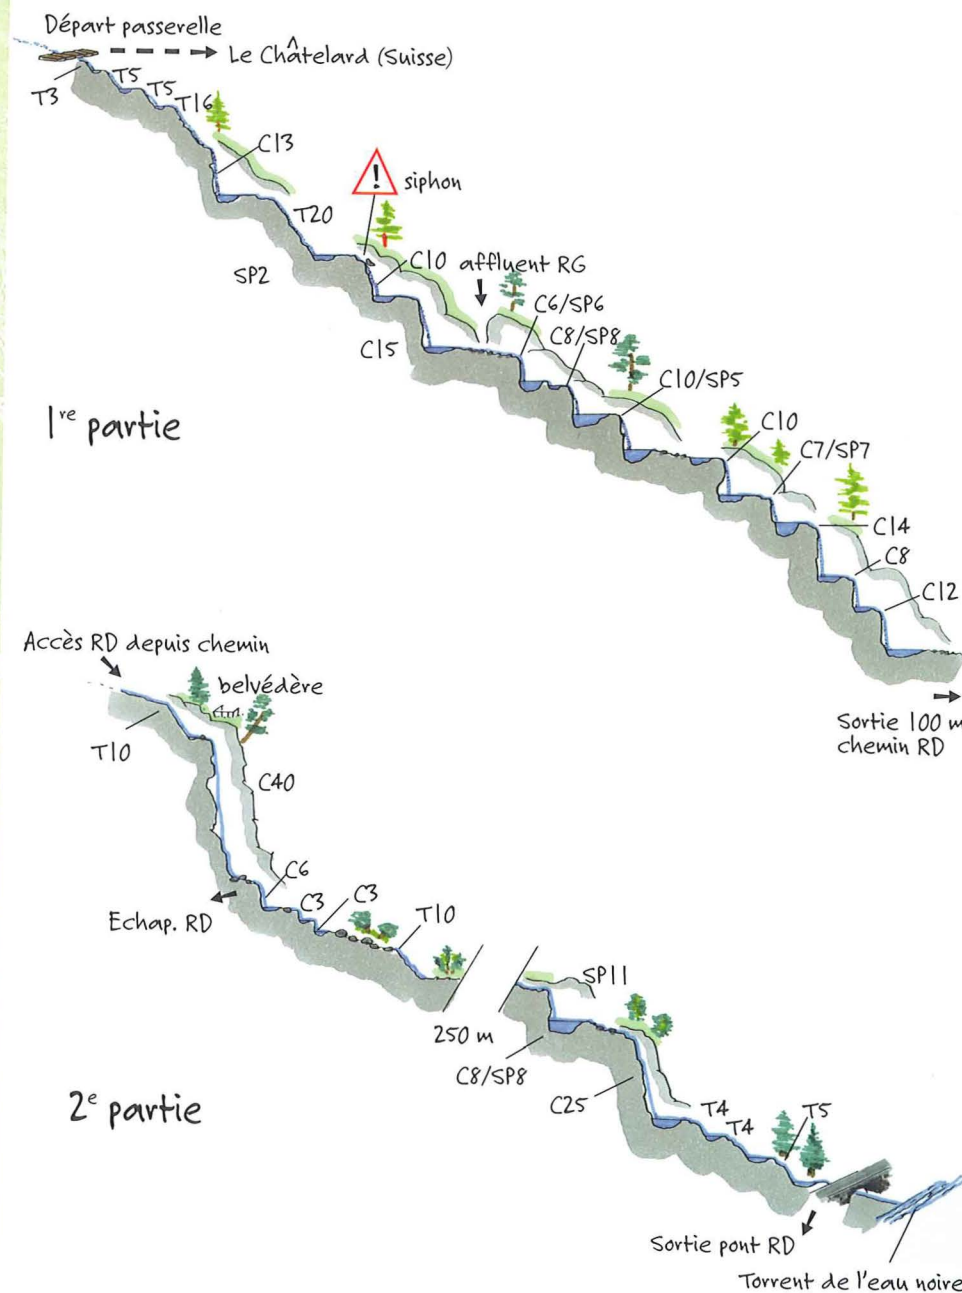 Départ passerelle
Le Châtelard (Suisse)
T3
T5
T5
T16
C13
!
siphon
T20
SP2
C10
affluent RG
C15
C6/SP6
C8/SP8
C10/SP5
1re partie
C10
C7/SP7
C14
C8
C12
Sortie 100 m
chemin RD
Accès RD depuis chemin
belvédère
T10
C40
C6
C3
C3
Echap. RD
T10
250 m
SP11
C8/SP8
C25
2e partie
T4
T4
T5
Sortie pont RD
Torrent de l'eau noire